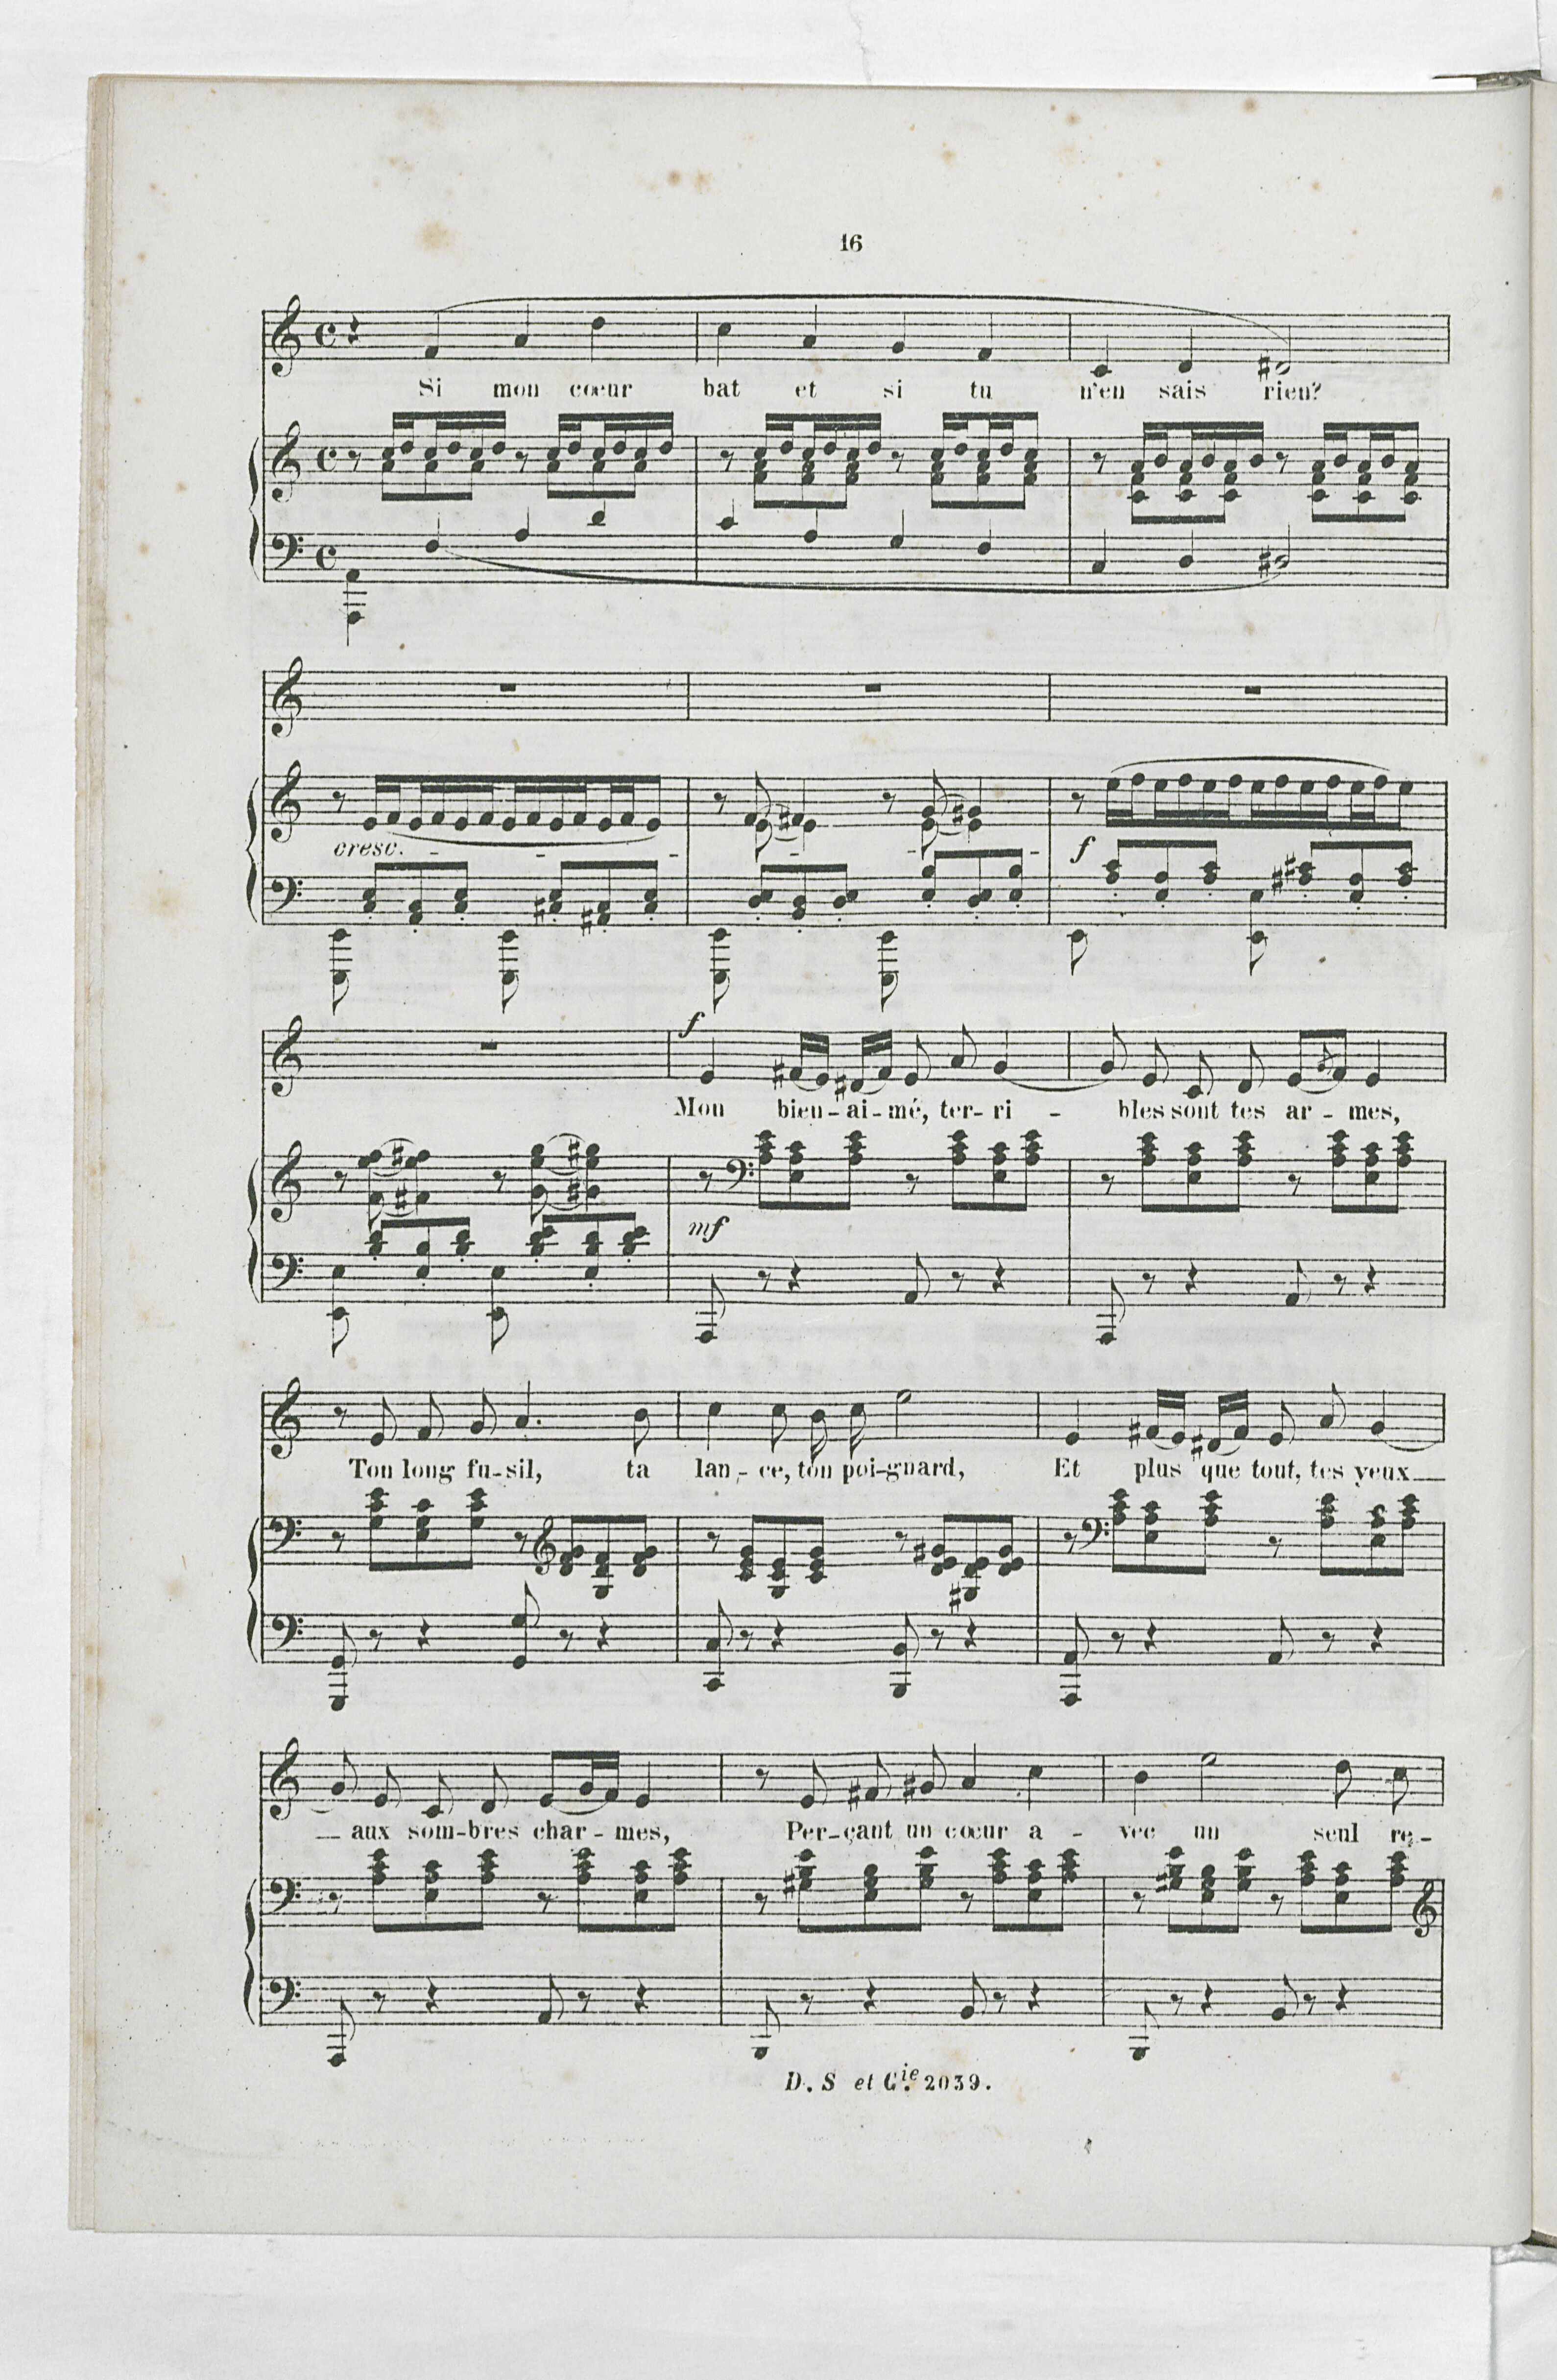 16
Si mon cœur bat et si tu n'en sais rien?
cresc.
f
f
Mon bien-ai-mé, ter-ri-bles sont tes ar-mes,
mf
Ton long fu-sil, ta lan-ce, ton poi-gnard, Et plus que tout, tes yeux
aux som-bres char-mes, Per-çant un cœur a-vec un seul re-
D. S et Cie. 2039.